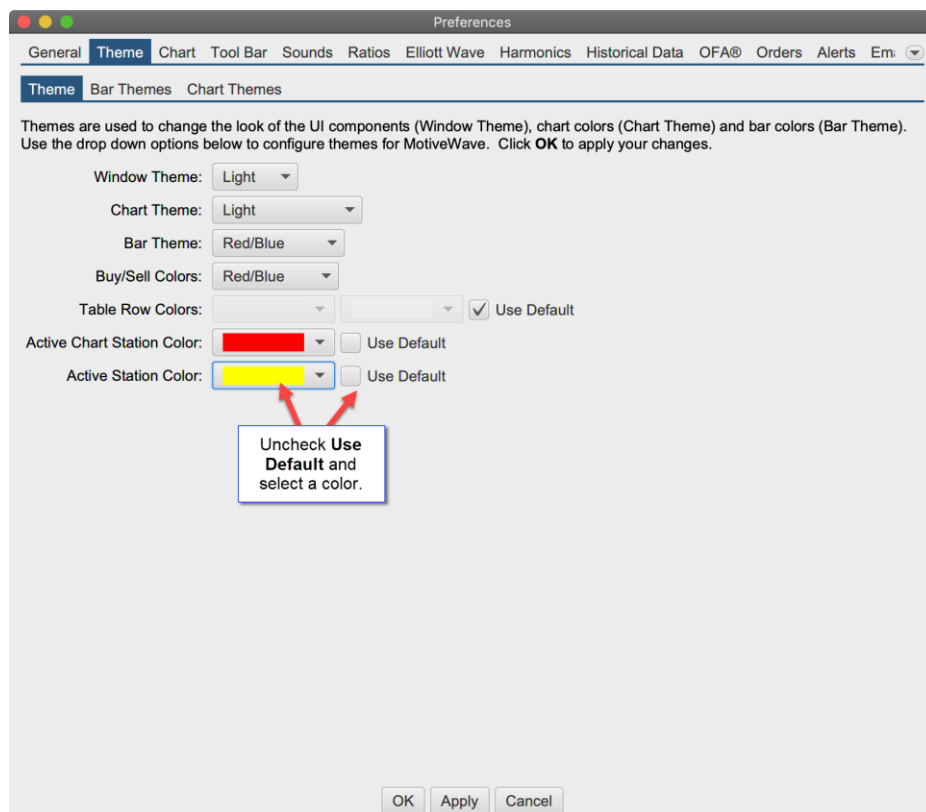 Preferences
General Theme Chart Tool Bar Sounds Ratios Elliott Wave Harmonics Historical Data OFA® Orders Alerts Em
Theme Bar Themes Chart Themes
Themes are used to change the look of the UI components (Window Theme), chart colors (Chart Theme) and bar colors (Bar Theme).
Use the drop down options below to configure themes for MotiveWave. Click OK to apply your changes.
Window Theme: Light
Chart Theme: Light
Bar Theme: Red/Blue
Buy/Sell Colors: Red/Blue
Table Row Colors: Use Default
Active Chart Station Color: Use Default
Active Station Color: Use Default
Uncheck Use
Default and
select a color.
OK Apply Cancel